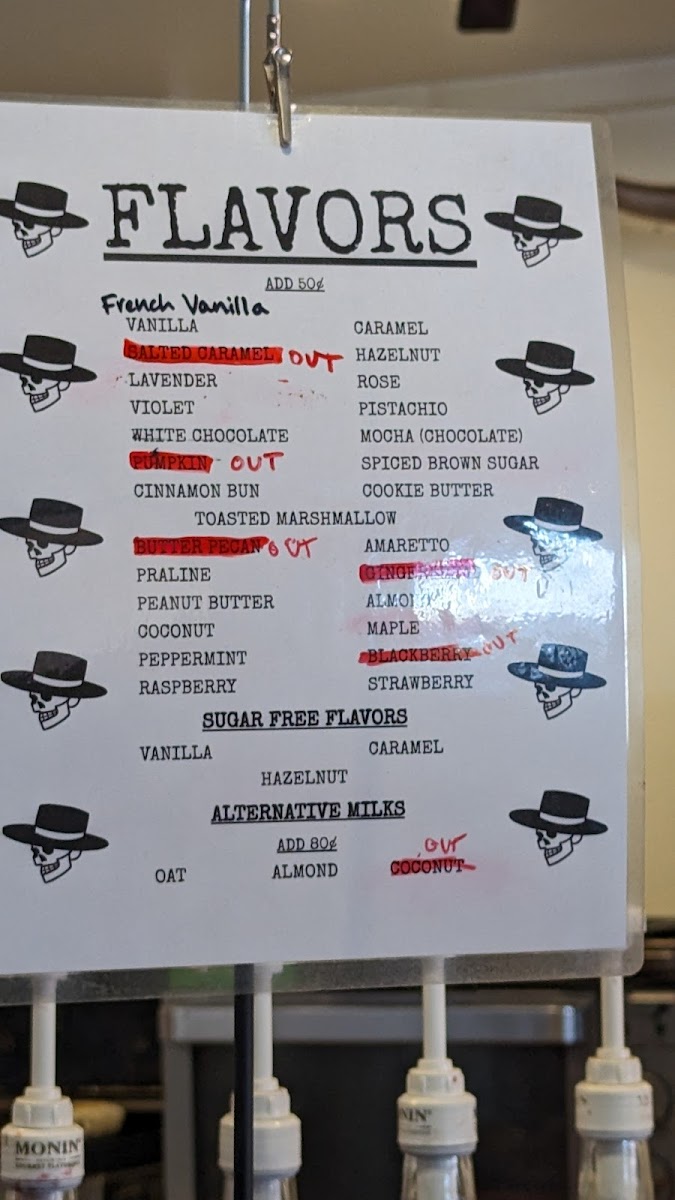 FLAVORS
ADD 50¢
French Vanilla
VANILLA CARAMEL
SALTED CARAMEL OUT HAZELNUT
LAVENDER ROSE
VIOLET PISTACHIO
WHITE CHOCOLATE MOCHA (CHOCOLATE)
PUMPKIN OUT SPICED BROWN SUGAR
CINNAMON BUN COOKIE BUTTER
TOASTED MARSHMALLOW
BUTTER PECAN OUT AMARETTO
PRALINE OUT
PEANUT BUTTER ALMOND
COCONUT MAPLE
PEPPERMINT BLACKBERRY OUT
RASPBERRY STRAWBERRY
SUGAR FREE FLAVORS
VANILLA CARAMEL
HAZELNUT
ALTERNATIVE MILKS
ADD 80¢
OUT
OAT ALMOND COCONUT
MONIN